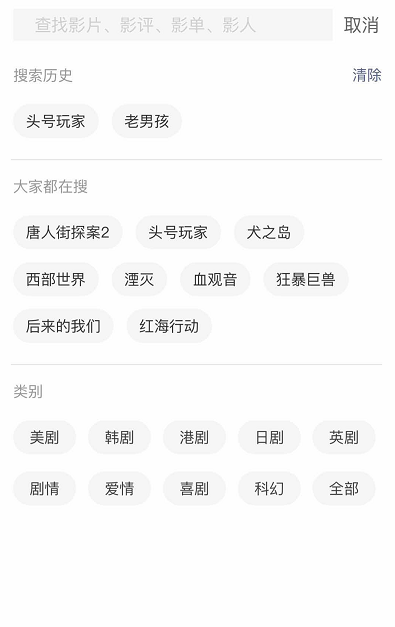 查找影片、影评、影单、影人 取消
搜索历史 清除
头号玩家 老男孩
大家都在搜
唐人街探案2 头号玩家 犬之岛
西部世界 湮灭 血观音 狂暴巨兽
后来的我们 红海行动
类别
美剧 韩剧 港剧 日剧 英剧
剧情 爱情 喜剧 科幻 全部